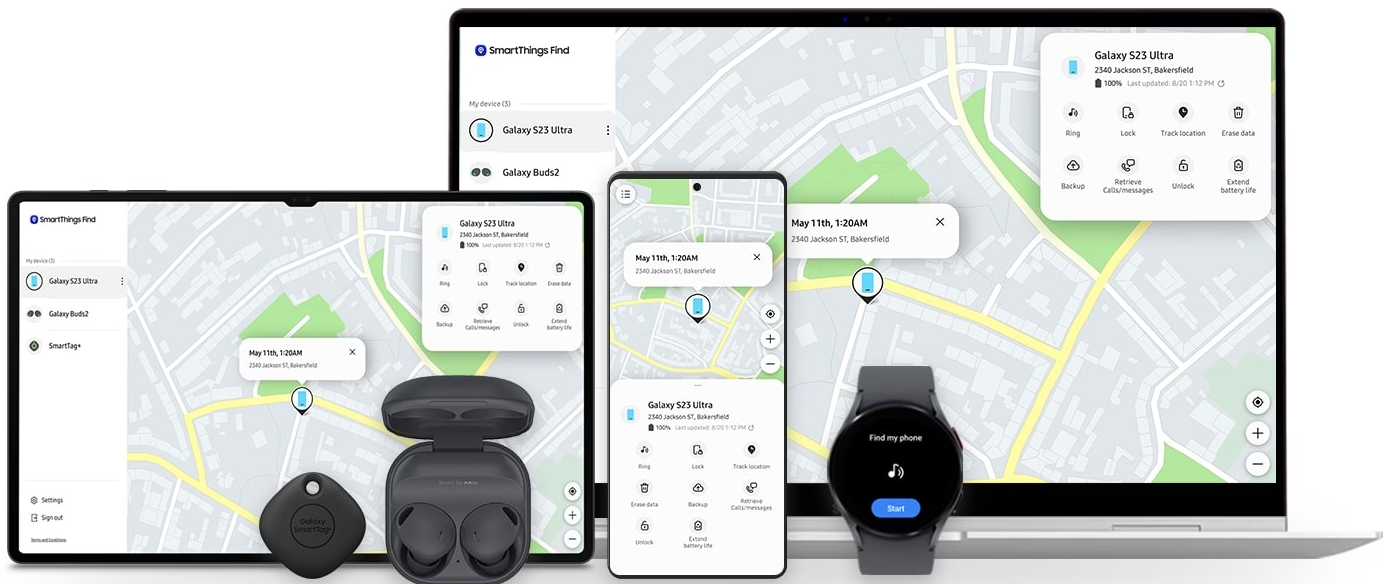 SmartThings Find
My device (3)
Galaxy S23 Ultra
Galaxy Buds2
Galaxy S23 Ultra
2340 Jackson ST, Bakersfield
100% Last updated: 8/20 1:12 PM
Ring
Lock
Track location
Erase data
Backup
Retrieve
Calls/messages
Unlock
Extend
battery life
May 11th, 1:20AM
2340 Jackson ST, Bakersfield
SmartThings Find
My device (3)
Galaxy S23 Ultra
Galaxy Buds2
SmartTag+
Settings
Sign out
Terms and Conditions
Galaxy S23 Ultra
2340 Jackson ST, Bakersfield
100% Last updated: 8/20 1:12 PM
Ring
Lock
Track location
Erase data
Backup
Retrieve
Calls/messages
Unlock
Extend
battery life
May 11th, 1:20AM
2340 Jackson ST, Bakersfield
Galaxy
SmartTag+
Sound by AKG
May 11th, 1:20AM
2340 Jackson ST, Bakersfield
Galaxy S23 Ultra
2340 Jackson ST, Bakersfield
100% Last updated: 8/20 1:12 PM
Ring
Lock
Track location
Erase data
Backup
Retrieve
Calls/messages
Unlock
Extend
battery life
Find my phone
Start